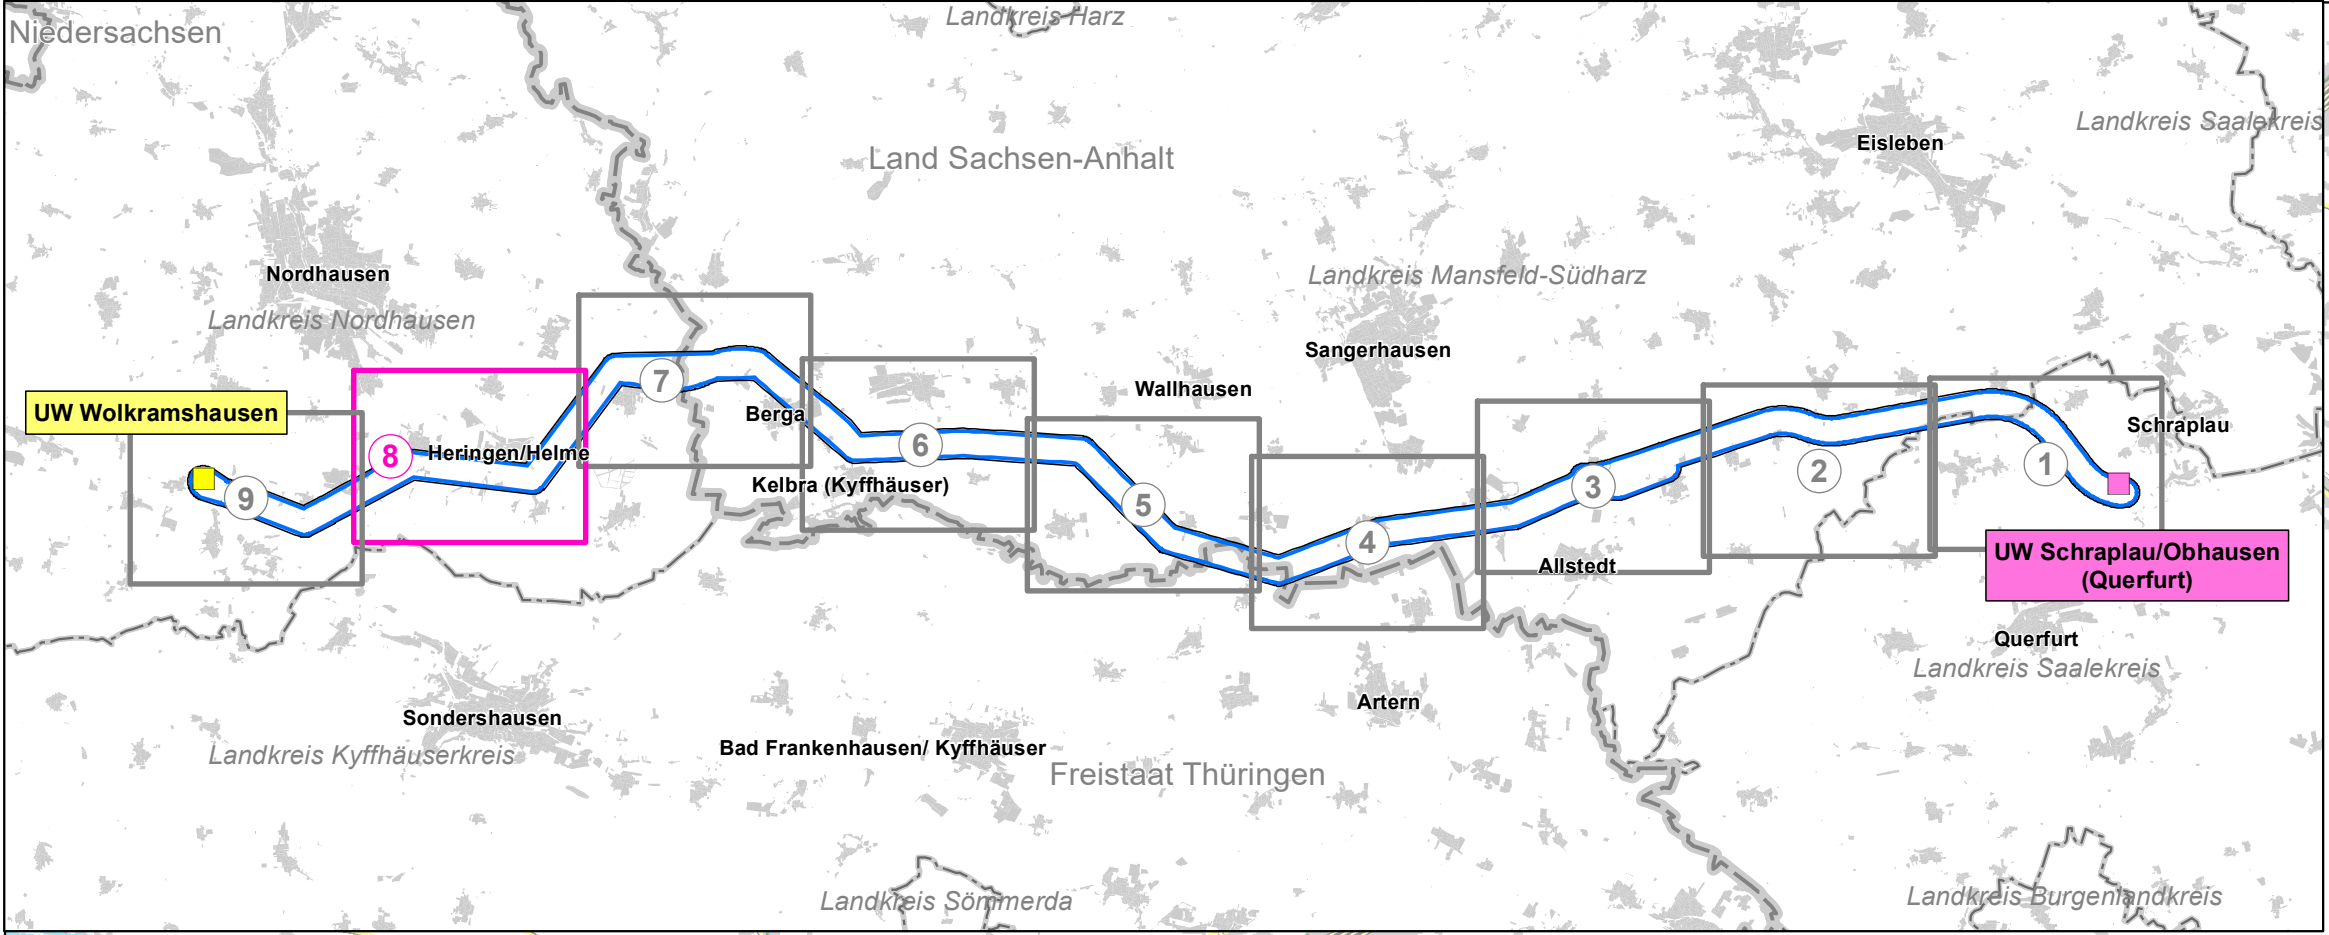 Landkreis Harz
Niedersachsen
Landkreis Saalekreis
Eisleben
Land Sachsen-Anhalt
Nordhausen
Landkreis Mansfeld-Südharz
Landkreis Nordhausen
Sangerhausen
7
Wallhausen
UW Wolkramshausen
Berga
Schraplau
6
8
Heringen/Helme
1
2
Kelbra (Kyffhäuser)
3
9
5
4
UW Schraplau/Obhausen
(Querfurt)
Allstedt
Querfurt
Landkreis Saalekreis
Artern
Sondershausen
Bad Frankenhausen/ Kyffhäuser
Landkreis Kyffhäuserkreis
Freistaat Thüringen
Landkreis Burgenlandkreis
Landkreis Sömmerda